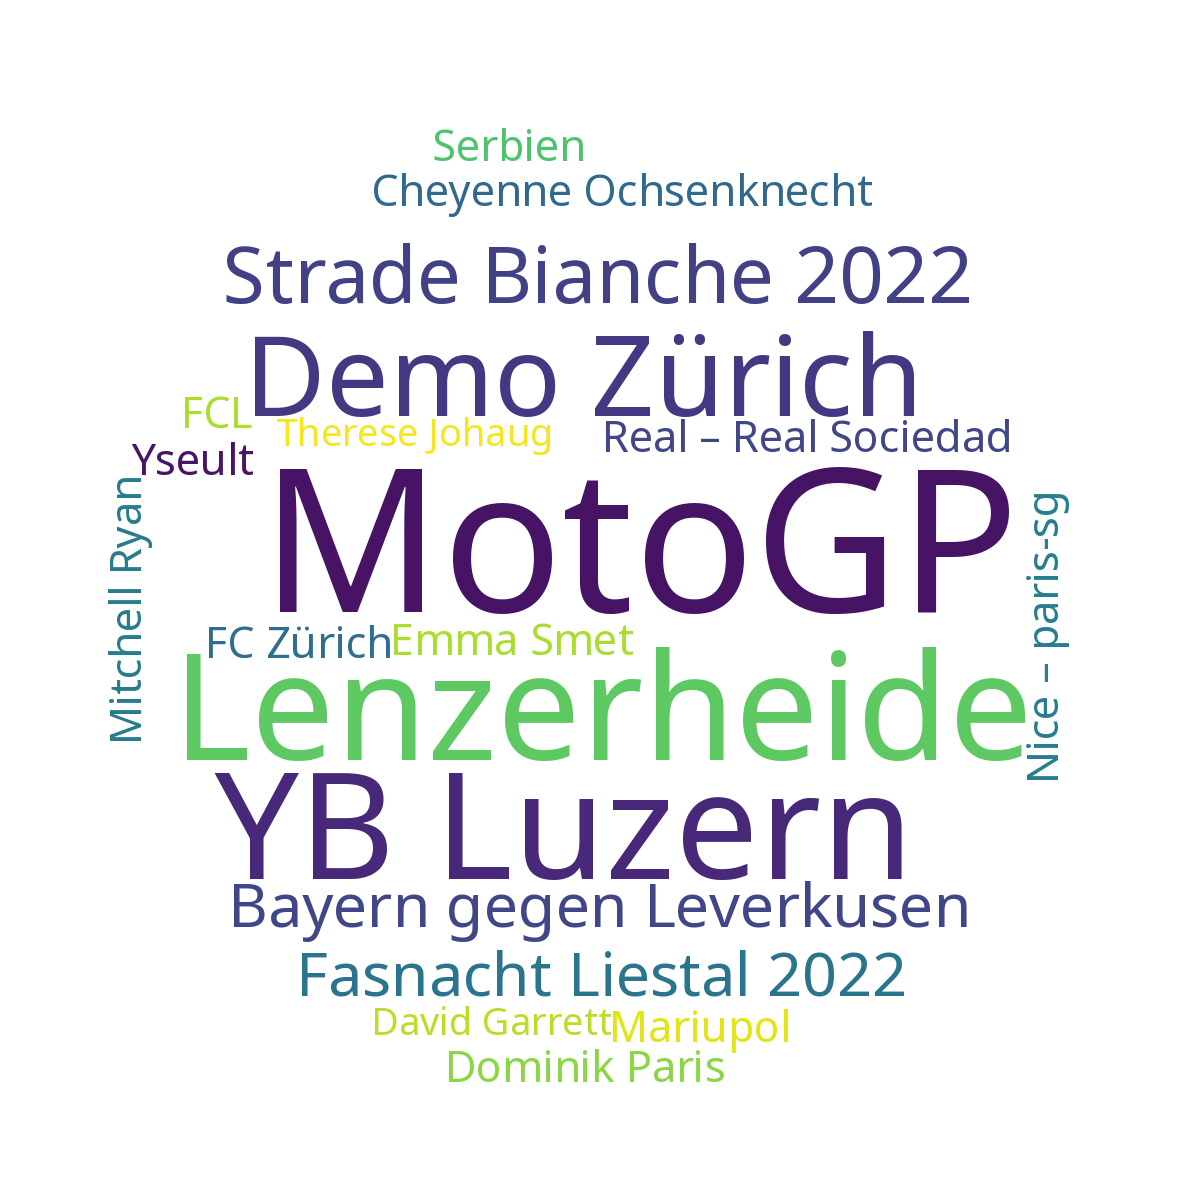 Serbien
Cheyenne Ochsenknecht
Strade Bianche 2022
Demo Zürich
FCL
Therese Johaug
Real – Real Sociedad
Yseult
MotoGP
Mitchell Ryan
Nice – paris-sg
FC Zürich
Emma Smet
Lenzerheide
YB Luzern
Bayern gegen Leverkusen
Fasnacht Liestal 2022
David Garrett
Mariupol
Dominik Paris